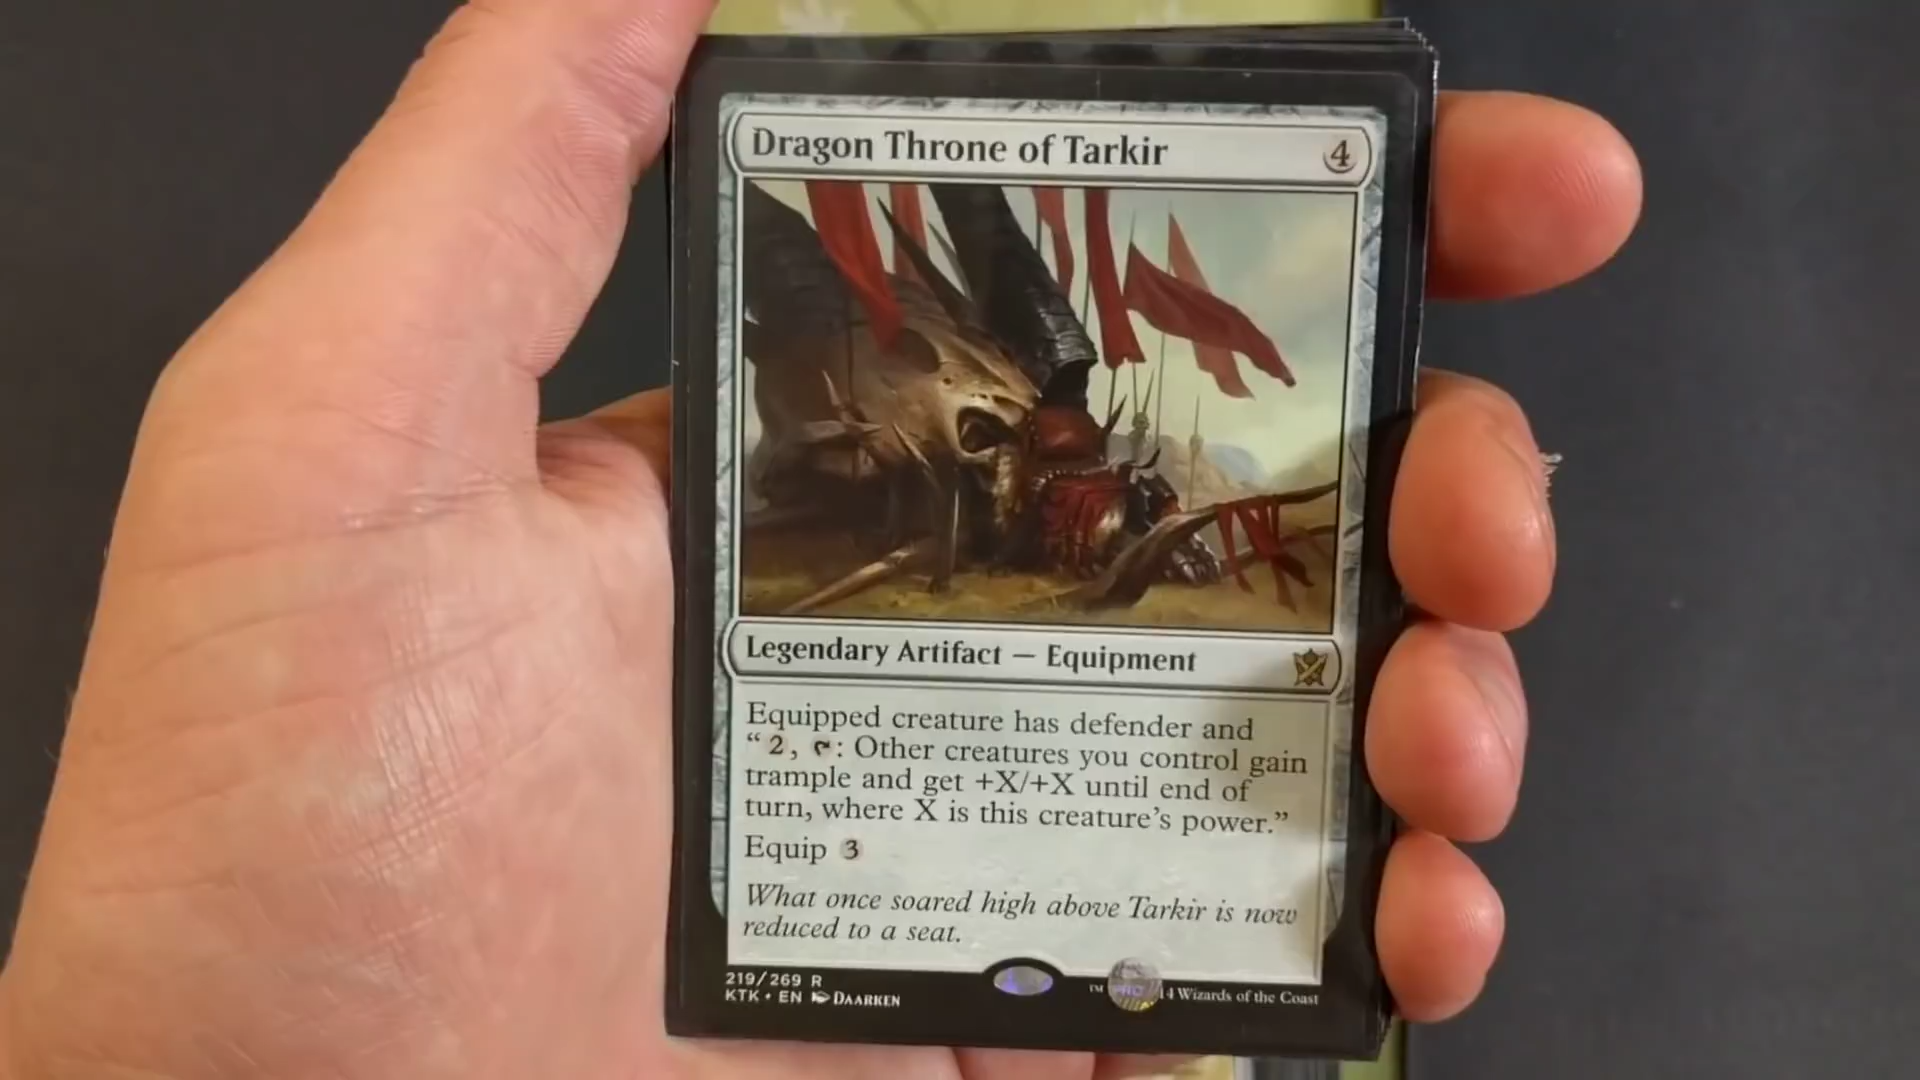 Dragon Throne of Tarkir 4
Legendary Artifact — Equipment
Equipped creature has defender and
“2, : Other creatures you control gain
trample and get +X/+X until end of
turn, where X is this creature’s power.”
Equip 3
What once soared high above Tarkir is now
reduced to a seat.
219/269 R
KTK • EN DAARKEN
™ 14 Wizards of the Coast